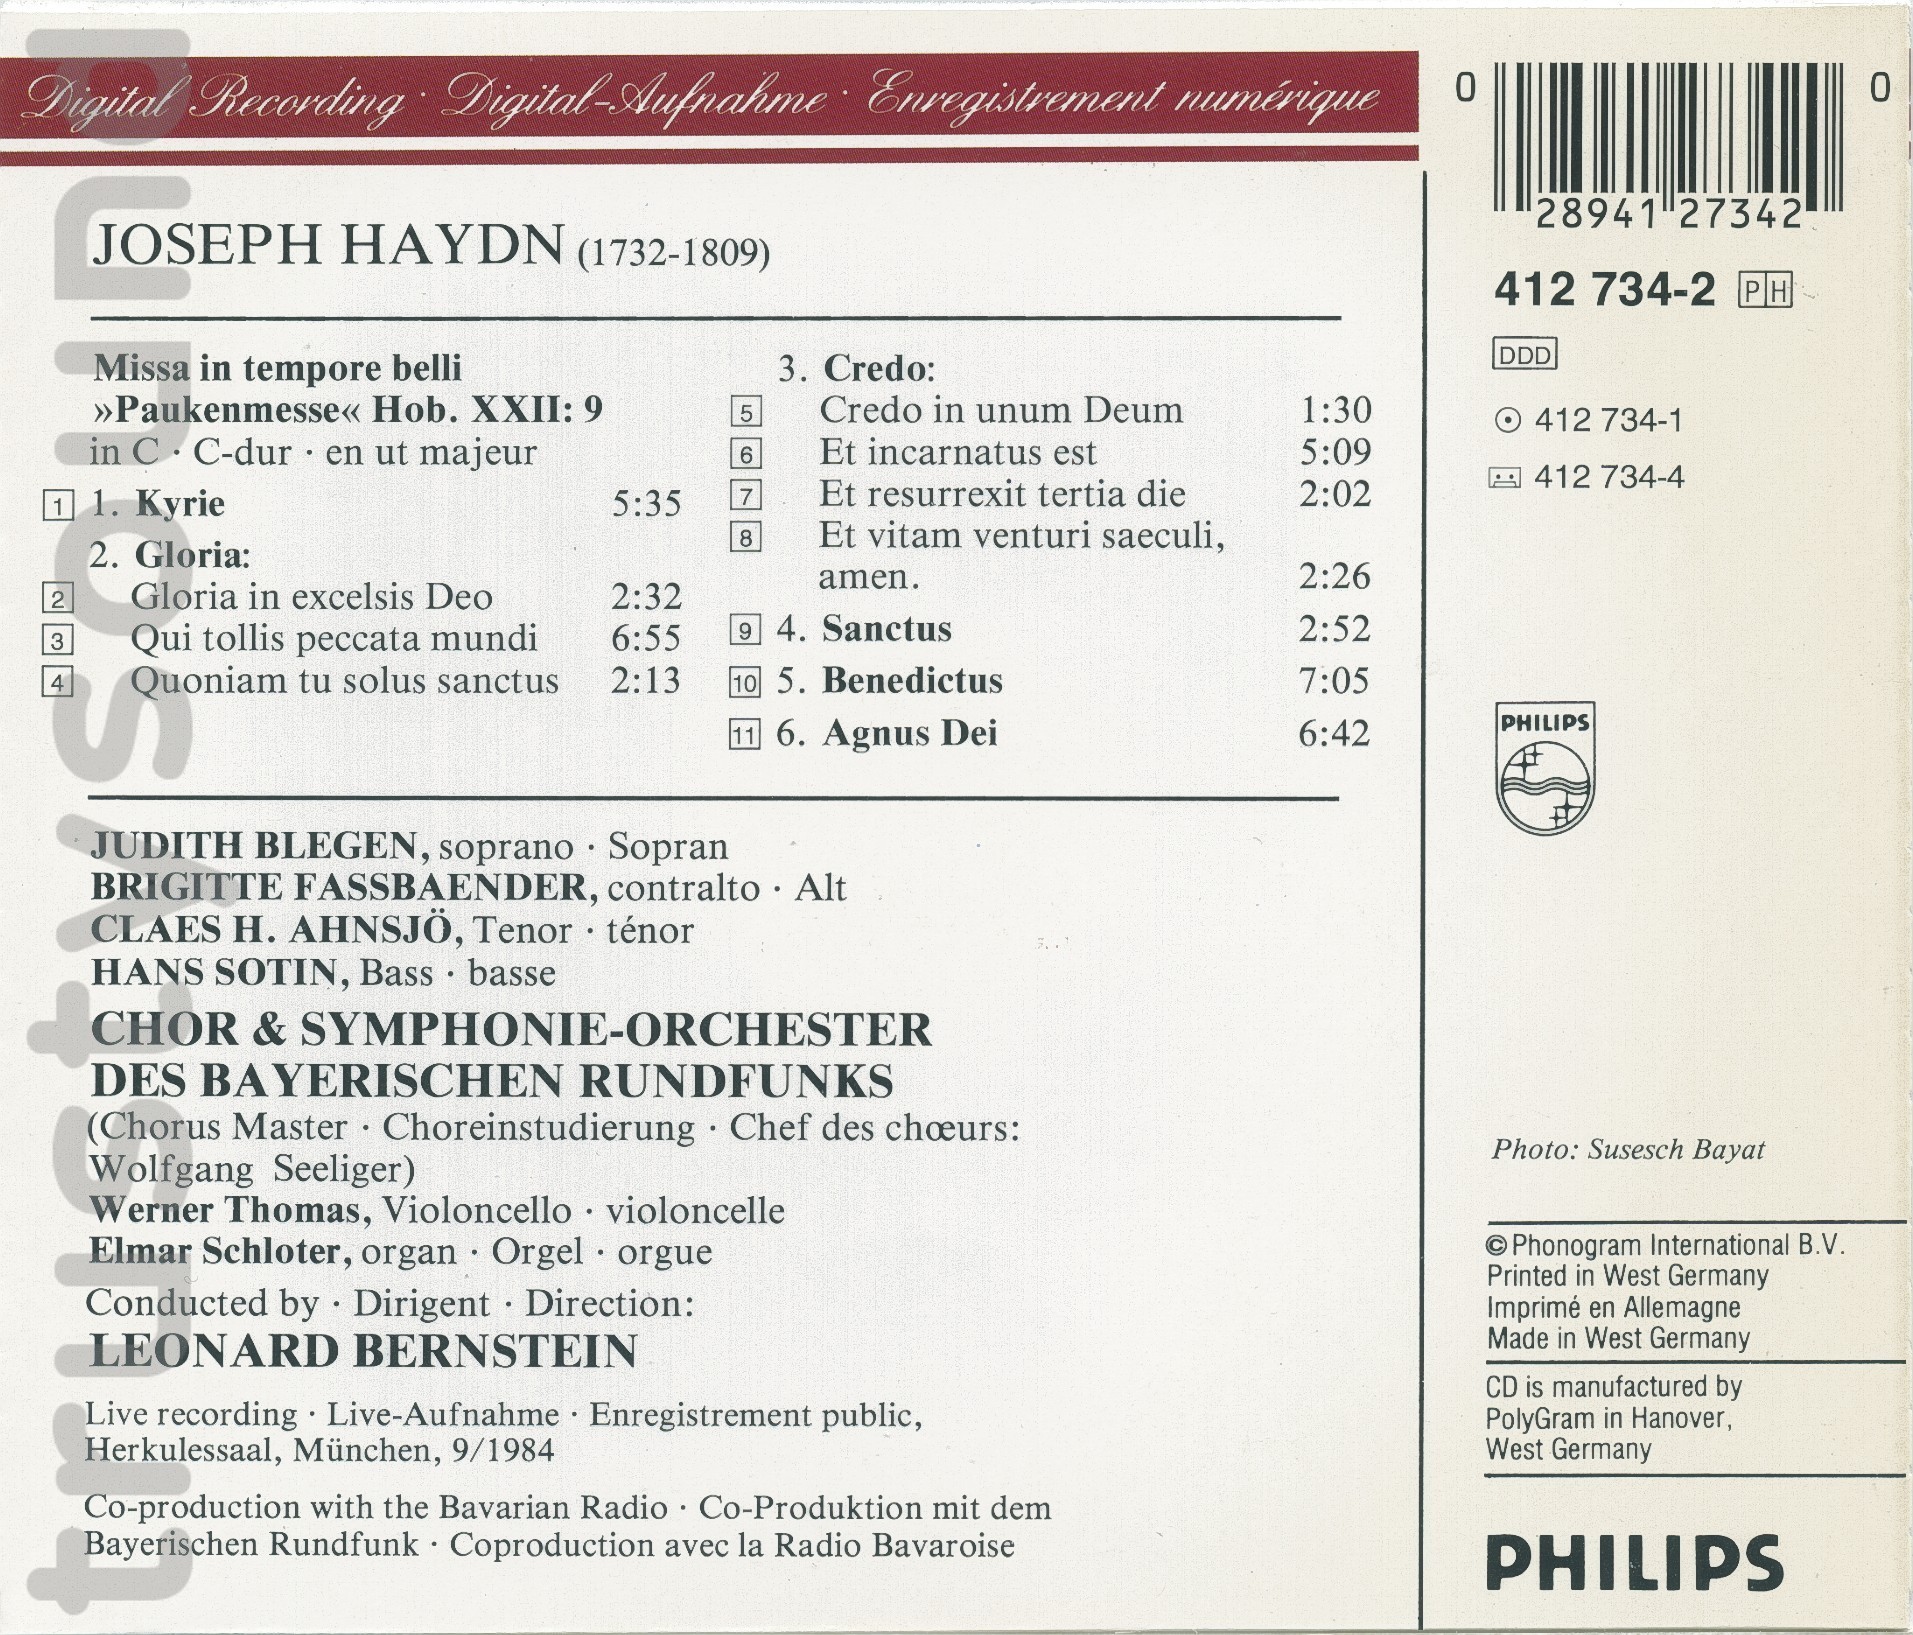 Digital Recording · Digital-Aufnahme · Enregistrement numérique
JOSEPH HAYDN (1732-1809)
Missa in tempore belli
»Paukenmesse« Hob. XXII: 9
in C · C-dur · en ut majeur
1 1. Kyrie 5:35
2. Gloria:
2 Gloria in excelsis Deo 2:32
3 Qui tollis peccata mundi 6:55
4 Quoniam tu solus sanctus 2:13
3. Credo:
5 Credo in unum Deum 1:30
6 Et incarnatus est 5:09
7 Et resurrexit tertia die 2:02
8 Et vitam venturi saeculi,
amen. 2:26
9 4. Sanctus 2:52
10 5. Benedictus 7:05
11 6. Agnus Dei 6:42
JUDITH BLEGEN, soprano · Sopran
BRIGITTE FASSBAENDER, contralto · Alt
CLAES H. AHNSJÖ, Tenor · ténor
HANS SOTIN, Bass · basse
CHOR & SYMPHONIE-ORCHESTER
DES BAYERISCHEN RUNDFUNKS
(Chorus Master · Choreinstudierung · Chef des chœurs:
Wolfgang Seeliger)
Werner Thomas, Violoncello · violoncelle
Elmar Schloter, organ · Orgel · orgue
Conducted by · Dirigent · Direction:
LEONARD BERNSTEIN
Live recording · Live-Aufnahme · Enregistrement public,
Herkulessaal, München, 9/1984
Co-production with the Bavarian Radio · Co-Produktion mit dem
Bayerischen Rundfunk · Coproduction avec la Radio Bavaroise
0 28941 27342 0
412 734-2 PH
DDD
412 734-1
412 734-4
PHILIPS
Photo: Susesch Bayat
© Phonogram International B.V.
Printed in West Germany
Imprimé en Allemagne
Made in West Germany
CD is manufactured by
PolyGram in Hanover,
West Germany
PHILIPS
trustysound